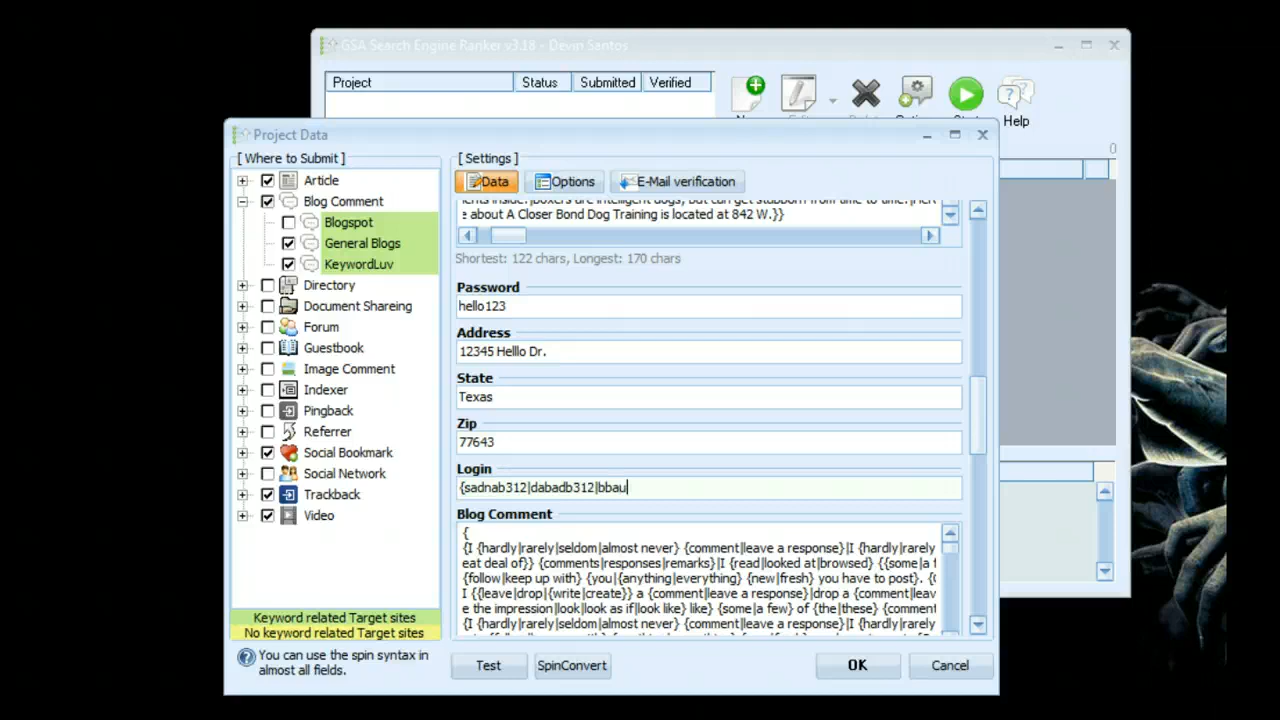 GSA Search Engine Ranker v3.18 - Devin Santos
Project
Status
Submitted
Verified
Help
0
Project Data
[ Where to Submit ]
Article
Blog Comment
Blogspot
General Blogs
KeywordLuv
Directory
Document Shareing
Forum
Guestbook
Image Comment
Indexer
Pingback
Referrer
Social Bookmark
Social Network
Trackback
Video
Keyword related Target sites
No keyword related Target sites
You can use the spin syntax in
almost all fields.
[ Settings ]
Data
Options
E-Mail verification
e about A Closer Bond Dog Training is located at 842 W.}}
Shortest: 122 chars, Longest: 170 chars
Password
hello123
Address
12345 Helllo Dr.
State
Texas
Zip
77643
Login
{sadnab312|dabadb312|bbau
Blog Comment
{
{I {hardly|rarely|seldom|almost never} {comment|leave a response}|I {hardly|rarely
eat deal of}} {comments|responses|remarks}|I {read|looked at|browsed} {{some|a f
{follow|keep up with} {you|{anything|everything} {new|fresh} you have to post}. {
I {{leave|drop|{write|create}} a {comment|leave a response}|drop a {comment|leav
e the impression|look|look as if|look like} like} {some|a few} of {the|these} {comment
{I {hardly|rarely|seldom|almost never} {comment|leave a response}|I {hardly|rarely
Test
SpinConvert
OK
Cancel